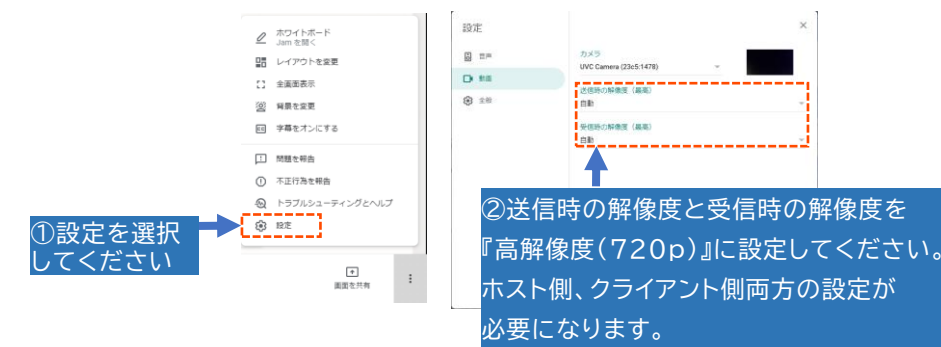 ホワイトボード
Jam を開く
レイアウトを変更
全画面表示
背景を変更
字幕をオンにする
問題を報告
不正行為を報告
トラブルシューティングとヘルプ
設定
画面を共有
①設定を選択
してください
設定
音声
動画
全般
カメラ
UVC Camera (23c5:1478)
送信時の解像度（最高）
自動
受信時の解像度（最高）
自動
②送信時の解像度と受信時の解像度を
『高解像度(720p)』に設定してください。
ホスト側、クライアント側両方の設定が
必要になります。